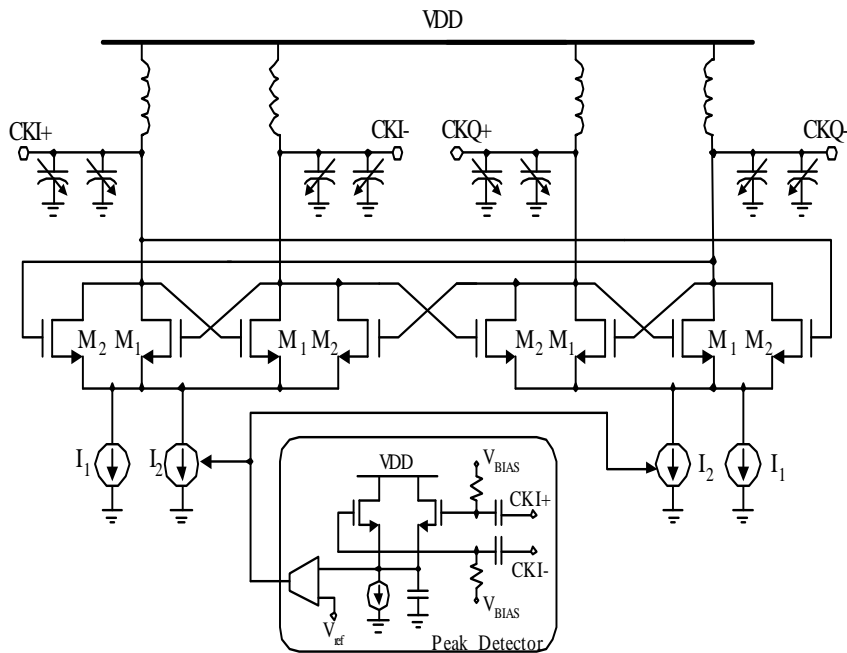 VDD
CKI+
CKI-
CKQ+
CKQ-
M2 M1
M1 M2
M2 M1
M1 M2
I1
I2
I2
I1
VDD
VBIAS
CKI+
CKI-
VBIAS
Vref
Peak Detector